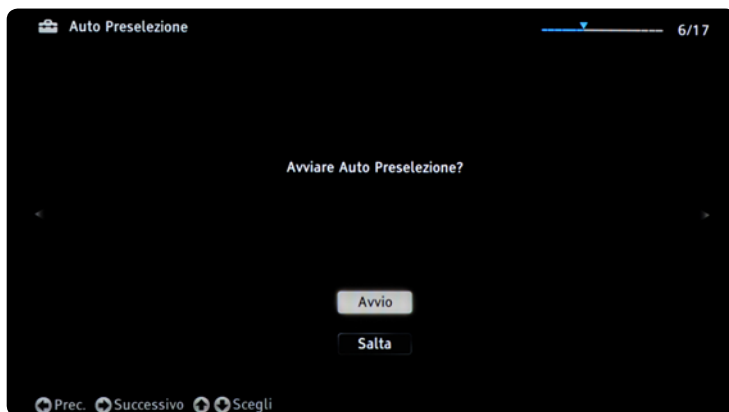 Auto Preselezione
6/17
Avviare Auto Preselezione?
Avvio
Salta
Prec. Successivo Scegli